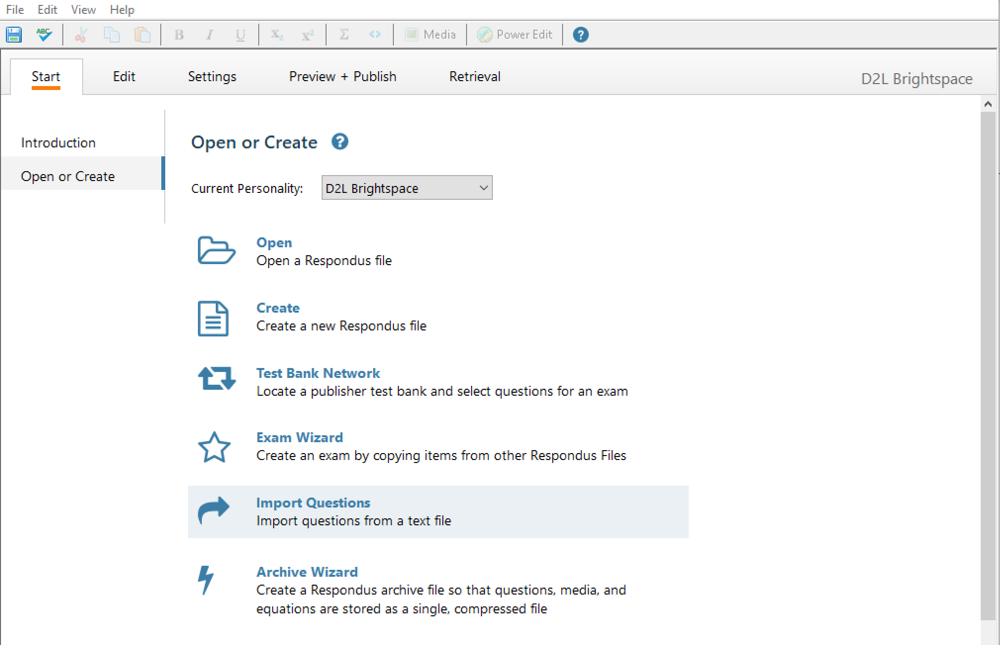 File Edit View Help
ABC B I U X₂ x² Σ <> Media Power Edit ?
Start Edit Settings Preview + Publish Retrieval D2L Brightspace
Introduction
Open or Create
Open or Create ?
Current Personality: D2L Brightspace
Open
Open a Respondus file
Create
Create a new Respondus file
Test Bank Network
Locate a publisher test bank and select questions for an exam
Exam Wizard
Create an exam by copying items from other Respondus Files
Import Questions
Import questions from a text file
Archive Wizard
Create a Respondus archive file so that questions, media, and
equations are stored as a single, compressed file